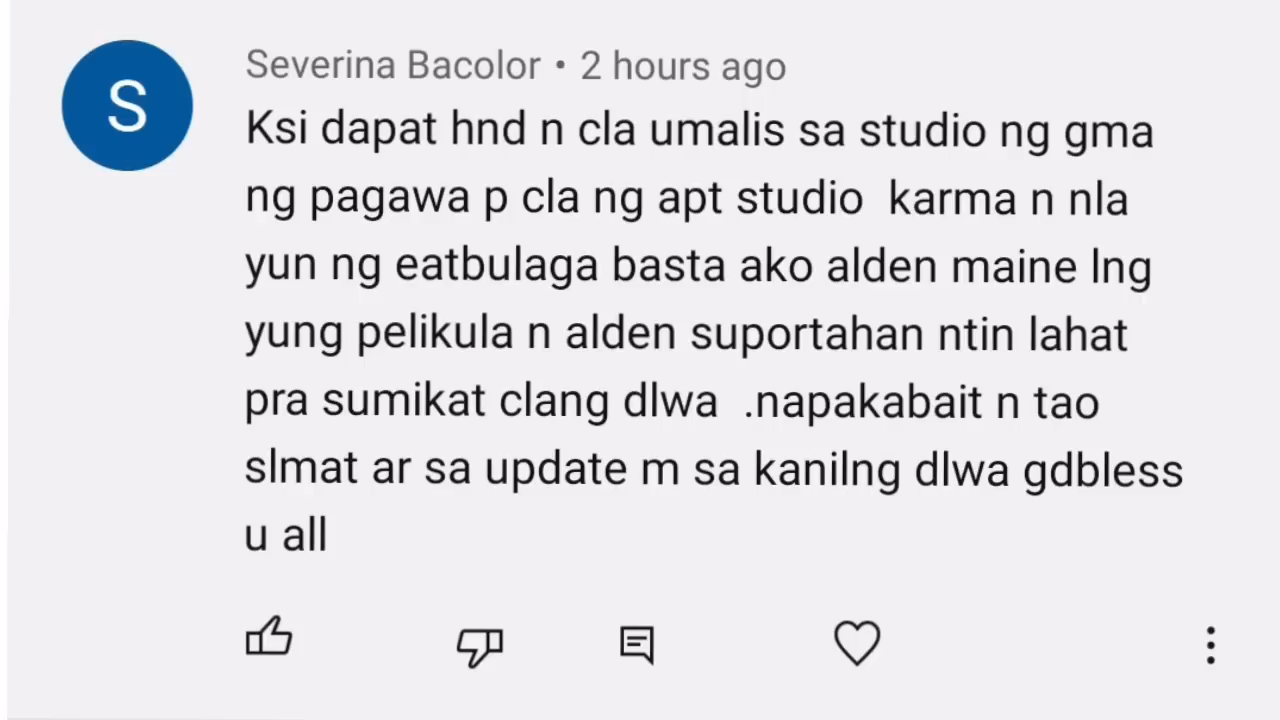 S
Severina Bacolor • 2 hours ago
Ksi dapat hnd n cla umalis sa studio ng gma
ng pagawa p cla ng apt studio  karma n nla
yun ng eatbulaga basta ako alden maine lng
yung pelikula n alden suportahan ntin lahat
pra sumikat clang dlwa  .napakabait n tao
slmat ar sa update m sa kanilng dlwa gdbless
u all